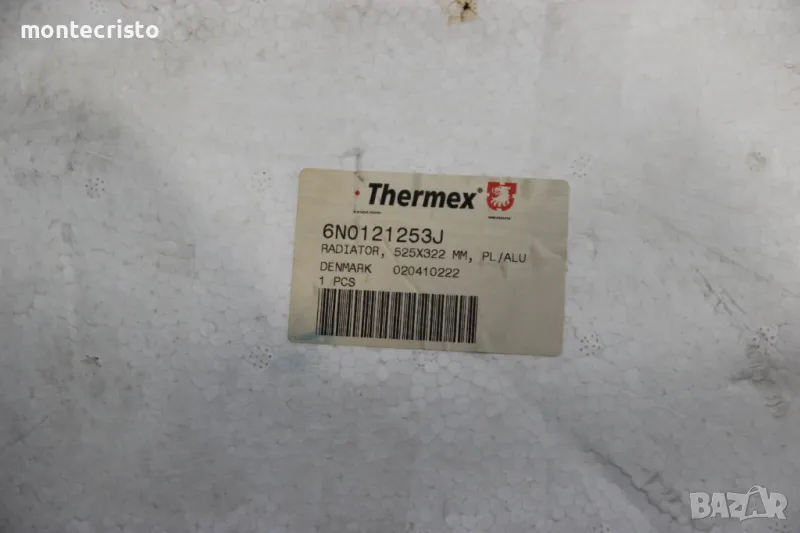 montecristo
Thermex®
6N0121253J
RADIATOR, 525X322 MM, PL/ALU
DENMARK 020410222
1 PCS
BAZAR